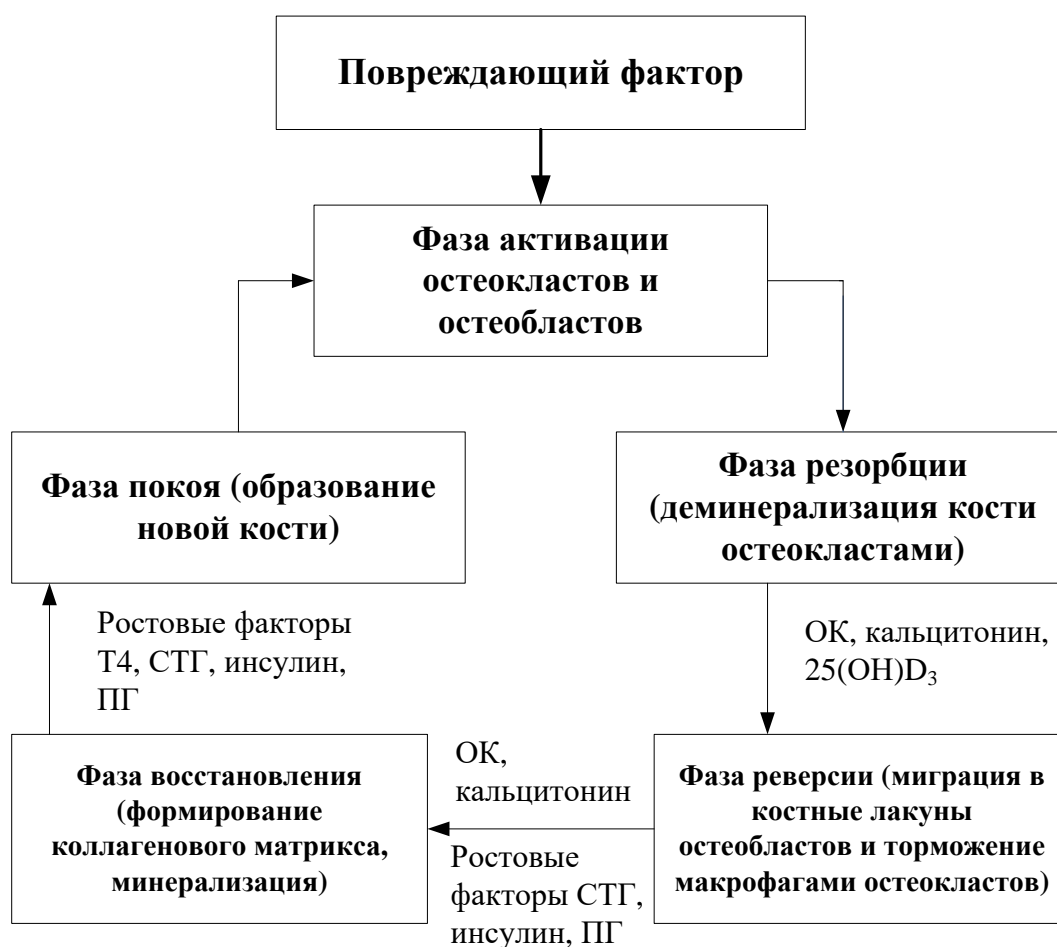 Повреждающий фактор
Фаза активации
остеокластов и
остеобластов
Фаза покоя (образование
новой кости)
Фаза резорбции
(деминерализация кости
остеокластами)
Ростовые факторы
Т4, СТГ, инсулин,
ПГ
ОК, кальцитонин,
25(OH)D₃
Фаза восстановления
(формирование
коллагенового матрикса,
минерализация)
ОК,
кальцитонин
Ростовые
факторы СТГ,
инсулин, ПГ
Фаза реверсии (миграция в
костные лакуны
остеобластов и торможение
макрофагами остеокластов)